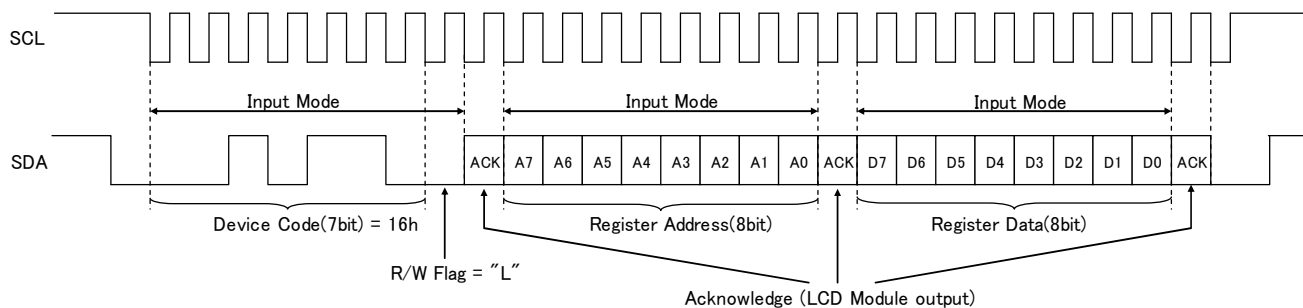 SCL
Input Mode Input Mode Input Mode
SDA
ACK A7 A6 A5 A4 A3 A2 A1 A0 ACK D7 D6 D5 D4 D3 D2 D1 D0 ACK
Device Code(7bit) = 16h Register Address(8bit) Register Data(8bit)
R/W Flag = "L"
Acknowledge (LCD Module output)